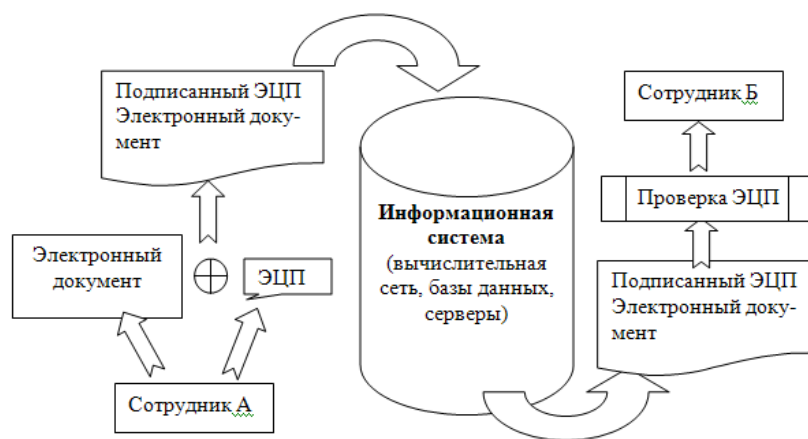 Подписанный ЭЦП
Электронный доку-
мент
Электронный
документ
ЭЦП
Сотрудник А
Информационная
система
(вычислительная
сеть, базы данных,
серверы)
Сотрудник Б
Проверка ЭЦП
Подписанный ЭЦП
Электронный доку-
мент